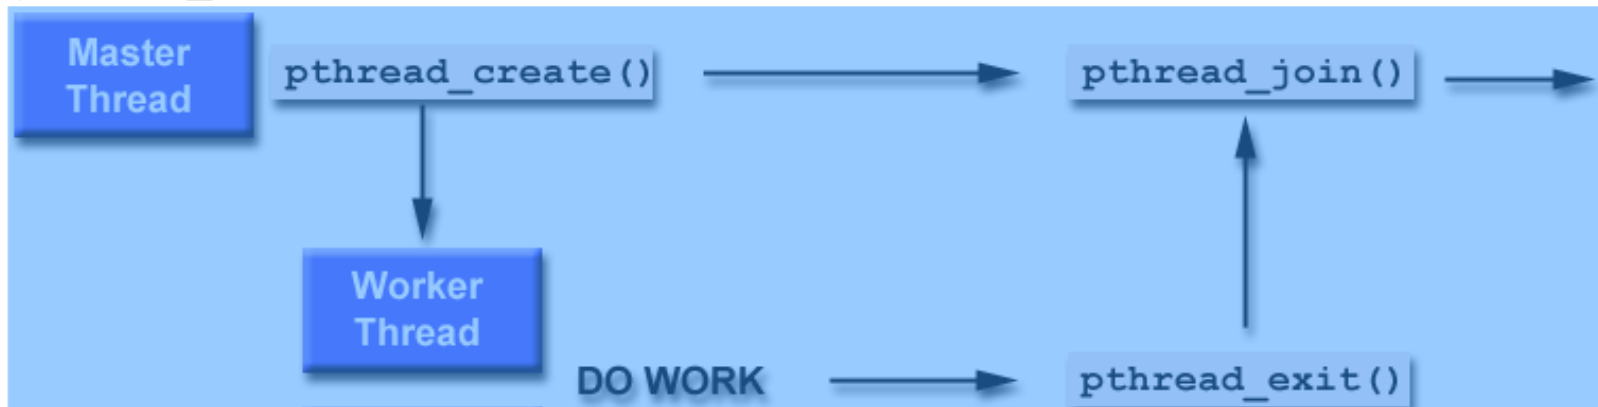 Master
Thread
pthread_create()
pthread_join()
Worker
Thread
DO WORK
pthread_exit()